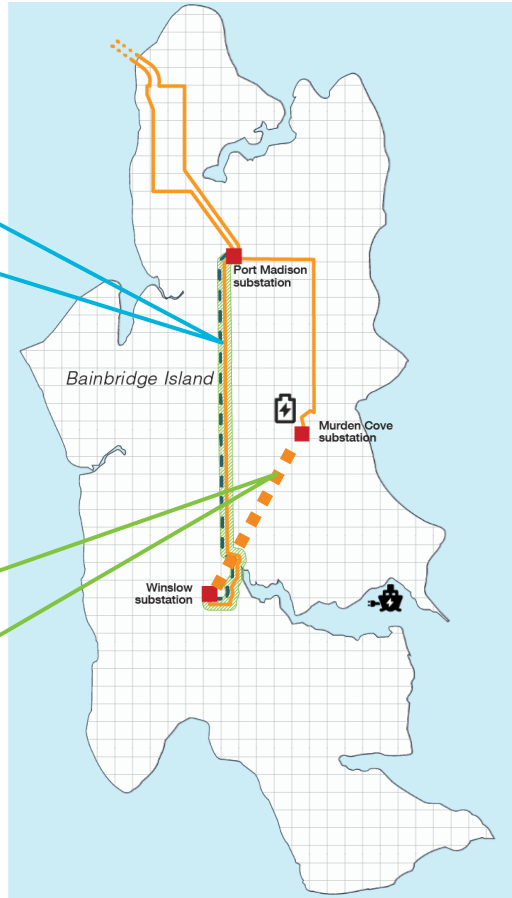 Port Madison
substation
Bainbridge Island
Murden Cove
substation
Winslow
substation